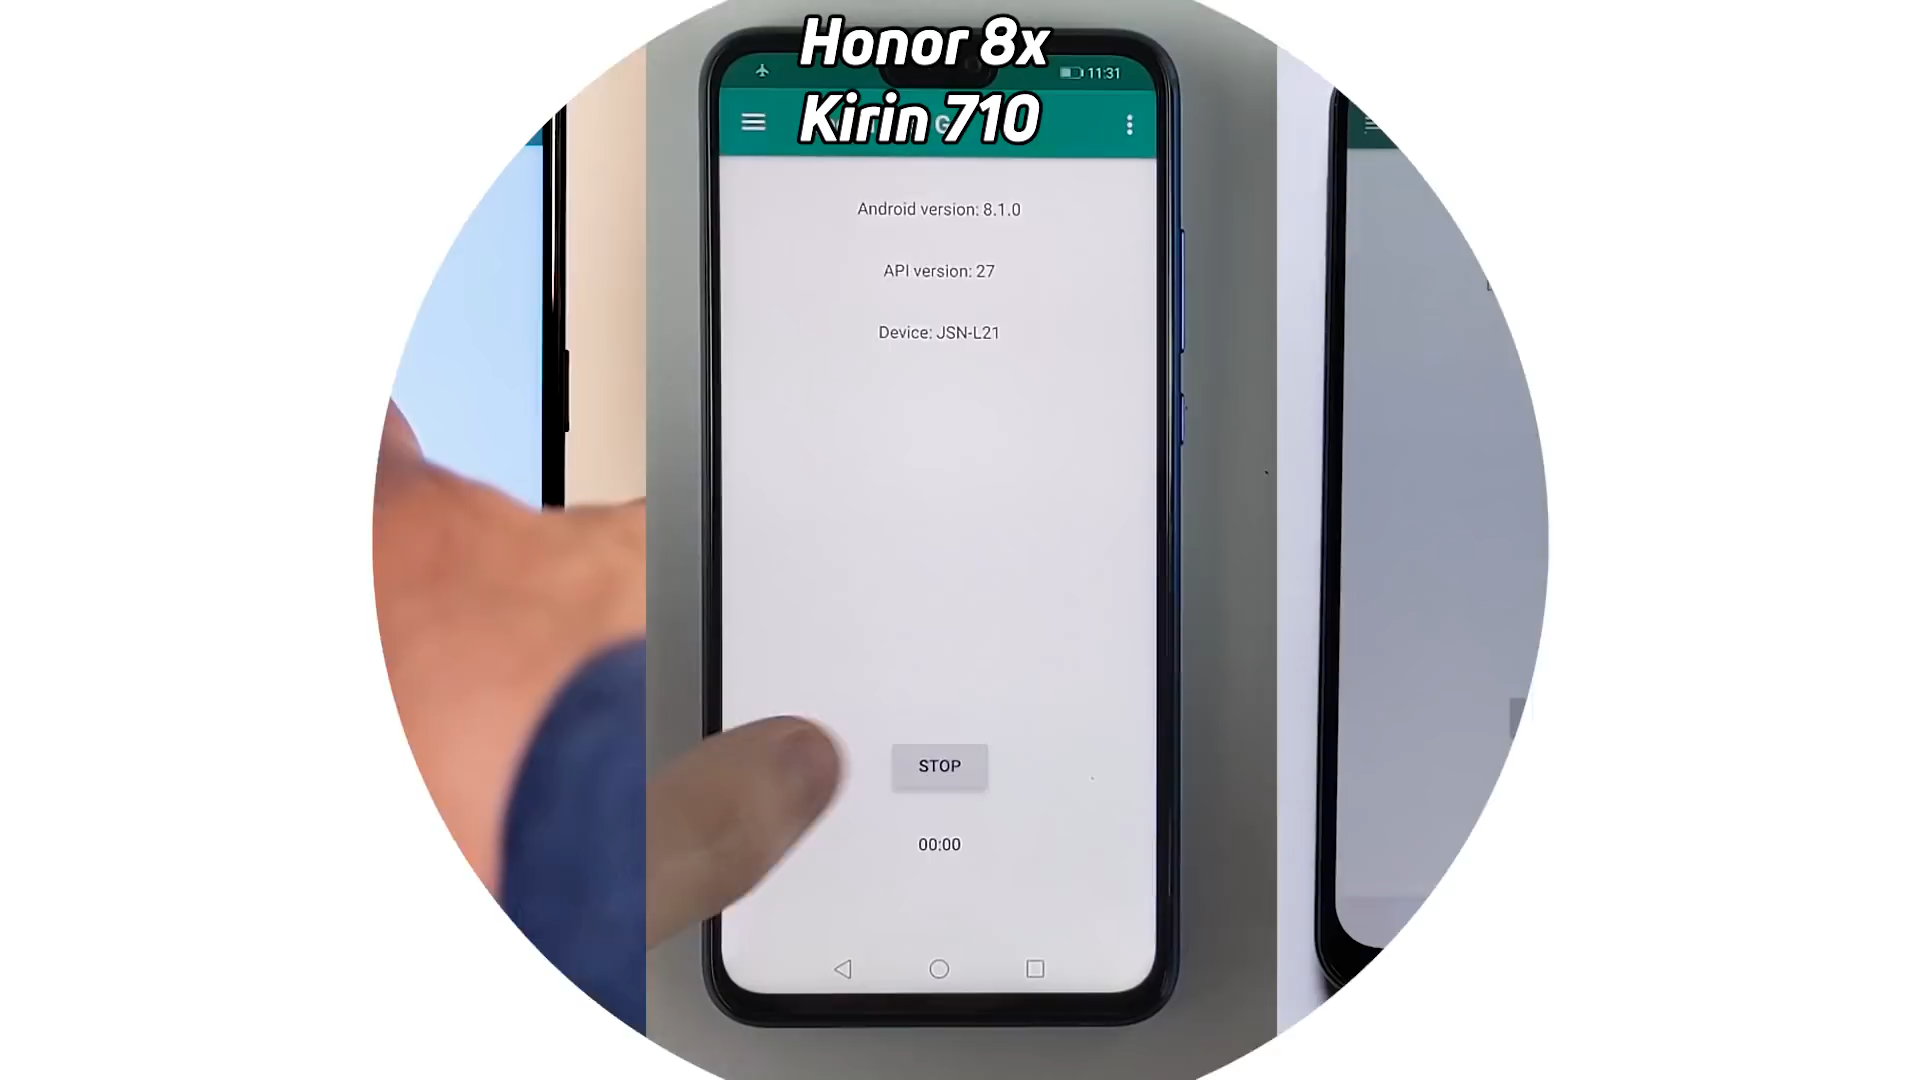 Honor 8x
11:31
Kirin 710
Android version: 8.1.0
API version: 27
Device: JSN-L21
STOP
00:00